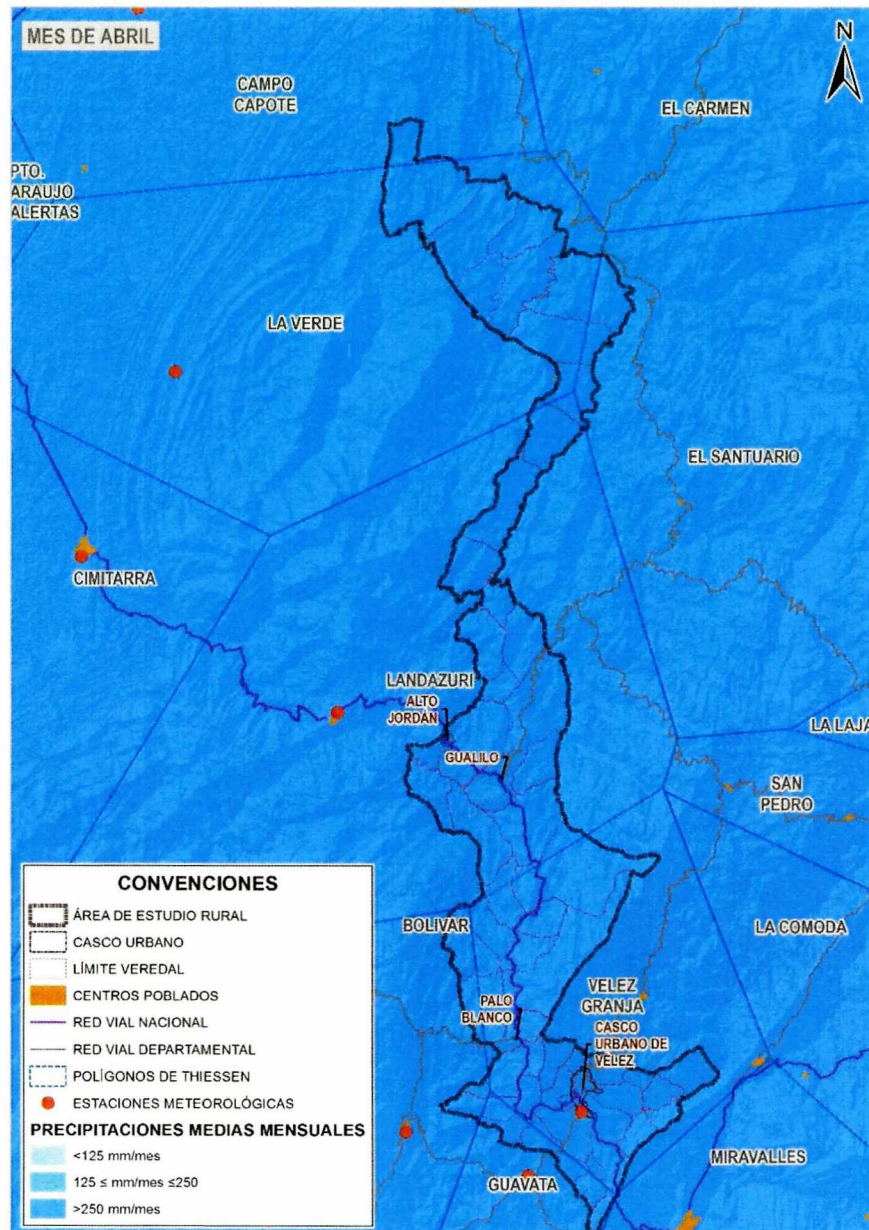 MES DE ABRIL
N
CAMPO
CAPOTE
EL CARMEN
PTO.
ARAUJO
ALERTAS
LA VERDE
EL SANTUARIO
CIMITARRA
LANDAZURI
ALTO
JORDÁN
GUALILO
LA LAJA
SAN
PEDRO
BOLIVAR
LA COMODA
VELEZ
GRANJA
PALO
BLANCO
CASCO
URBANO DE
VELEZ
MIRAVALLES
GUAVATA
CONVENCIONES
ÁREA DE ESTUDIO RURAL
CASCO URBANO
LÍMITE VEREDAL
CENTROS POBLADOS
RED VIAL NACIONAL
RED VIAL DEPARTAMENTAL
POLÍGONOS DE THIESSEN
ESTACIONES METEOROLÓGICAS
PRECIPITACIONES MEDIAS MENSUALES
<125 mm/mes
125 ≤ mm/mes ≤250
>250 mm/mes